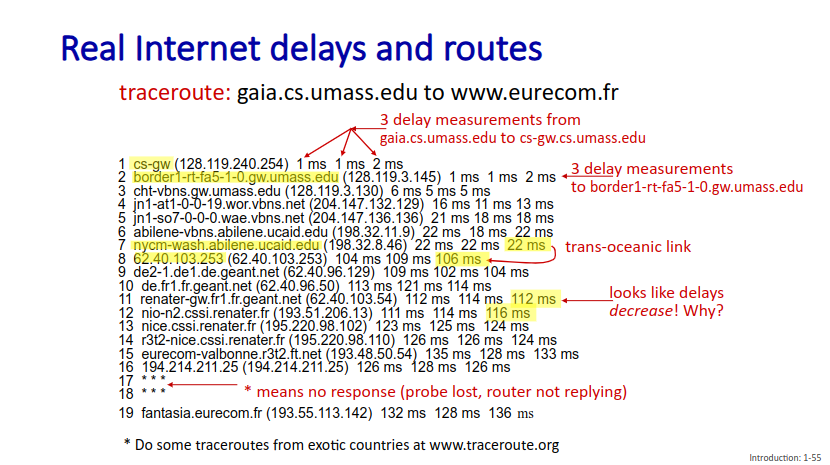 Real Internet delays and routes
traceroute: gaia.cs.umass.edu to www.eurecom.fr
3 delay measurements from
gaia.cs.umass.edu to cs-gw.cs.umass.edu
1 cs-gw (128.119.240.254) 1 ms 1 ms 2 ms
2 border1-rt-fa5-1-0.gw.umass.edu (128.119.3.145) 1 ms 1 ms 2 ms
3 delay measurements
to border1-rt-fa5-1-0.gw.umass.edu
3 cht-vbns.gw.umass.edu (128.119.3.130) 6 ms 5 ms 5 ms
4 jn1-at1-0-0-19.wor.vbns.net (204.147.132.129) 16 ms 11 ms 13 ms
5 jn1-so7-0-0-0.wae.vbns.net (204.147.136.136) 21 ms 18 ms 18 ms
6 abilene-vbns.abilene.ucaid.edu (198.32.11.9) 22 ms 18 ms 22 ms
7 nycm-wash.abilene.ucaid.edu (198.32.8.46) 22 ms 22 ms 22 ms
trans-oceanic link
8 62.40.103.253 (62.40.103.253) 104 ms 109 ms 106 ms
9 de2-1.de1.de.geant.net (62.40.96.129) 109 ms 102 ms 104 ms
10 de.fr1.fr.geant.net (62.40.96.50) 113 ms 121 ms 114 ms
11 renater-gw.fr1.fr.geant.net (62.40.103.54) 112 ms 114 ms 112 ms
looks like delays
decrease! Why?
12 nio-n2.cssi.renater.fr (193.51.206.13) 111 ms 114 ms 116 ms
13 nice.cssi.renater.fr (195.220.98.102) 123 ms 125 ms 124 ms
14 r3t2-nice.cssi.renater.fr (195.220.98.110) 126 ms 126 ms 124 ms
15 eurecom-valbonne.r3t2.ft.net (193.48.50.54) 135 ms 128 ms 133 ms
16 194.214.211.25 (194.214.211.25) 126 ms 128 ms 126 ms
17 * * *
18 * * *
* means no response (probe lost, router not replying)
19 fantasia.eurecom.fr (193.55.113.142) 132 ms 128 ms 136 ms
* Do some traceroutes from exotic countries at www.traceroute.org
Introduction: 1-55